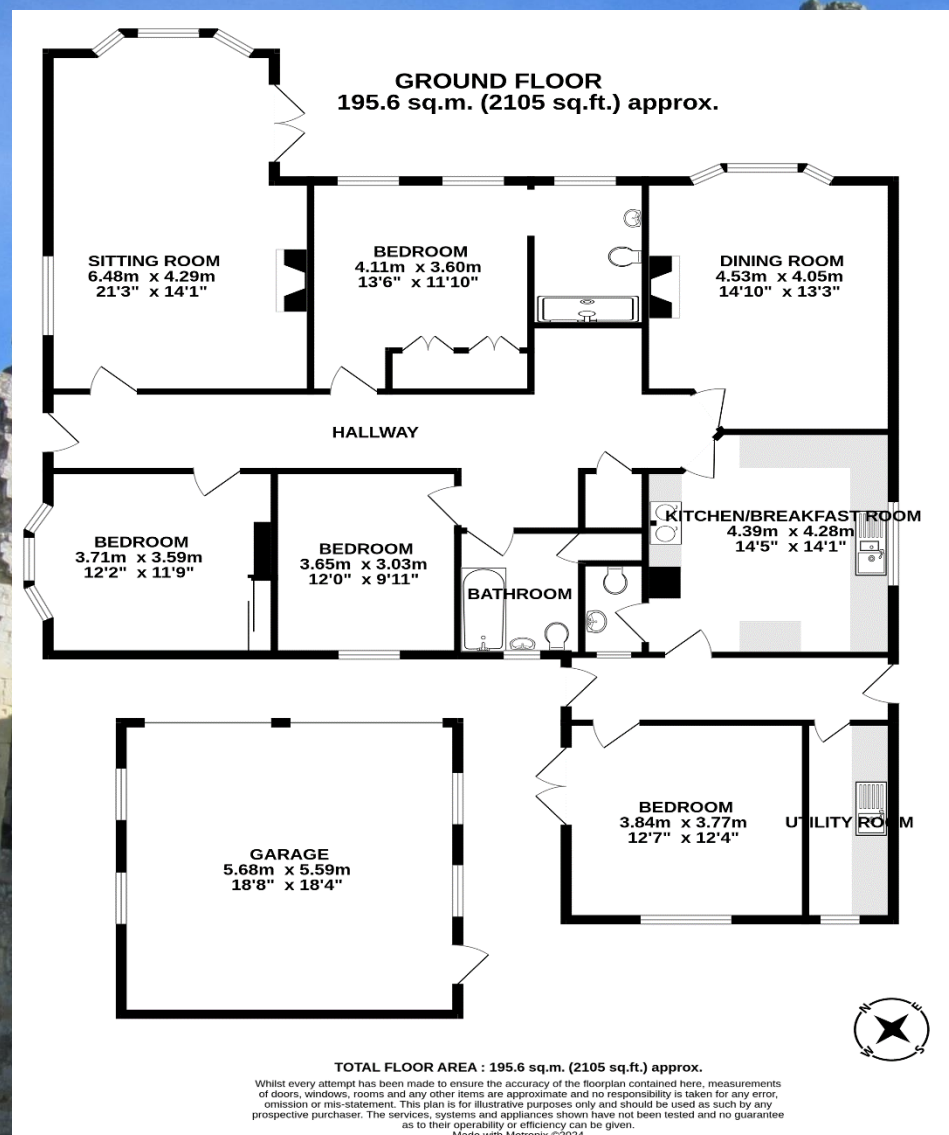 GROUND FLOOR
195.6 sq.m. (2105 sq.ft.) approx.
SITTING ROOM
6.48m x 4.29m
21'3" x 14'1"
BEDROOM
4.11m x 3.60m
13'6" x 11'10"
DINING ROOM
4.53m x 4.05m
14'10" x 13'3"
HALLWAY
BEDROOM
3.71m x 3.59m
12'2" x 11'9"
BEDROOM
3.65m x 3.03m
12'0" x 9'11"
BATHROOM
KITCHEN/BREAKFAST ROOM
4.39m x 4.28m
14'5" x 14'1"
GARAGE
5.68m x 5.59m
18'8" x 18'4"
BEDROOM
3.84m x 3.77m
12'7" x 12'4"
UTILITY ROOM
N
E
W
S
TOTAL FLOOR AREA : 195.6 sq.m. (2105 sq.ft.) approx.
Whilst every attempt has been made to ensure the accuracy of the floorplan contained here, measurements
of doors, windows, rooms and any other items are approximate and no responsibility is taken for any error,
omission or mis-statement. This plan is for illustrative purposes only and should be used as such by any
prospective purchaser. The services, systems and appliances shown have not been tested and no guarantee
as to their operability or efficiency can be given.
Made with Metropix ©2024